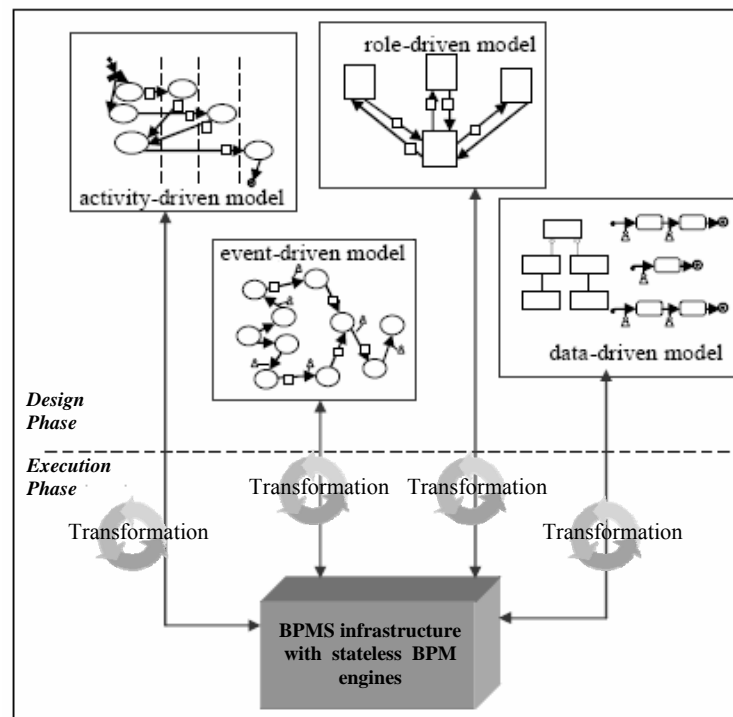 role-driven model
activity-driven model
event-driven model
data-driven model
Design
Phase
Execution
Phase
Transformation
Transformation
Transformation
Transformation
BPMS infrastructure
with stateless BPM
engines